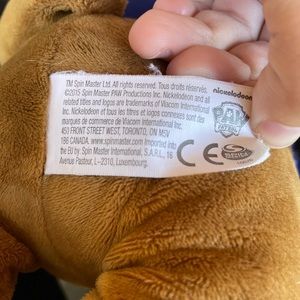 TM Spin Master Ltd. All rights reserved. Tous droits réservés.
©2015 Spin Master PAW Productions Inc. Nickelodeon and all
related titles and logos are trademarks of Viacom International
Inc. Nickelodeon et tous les titres et logos connexes sont des
marques de commerce de Viacom International Inc.
450 FRONT STREET WEST, TORONTO, ON M5V
1B6 CANADA. www.spinmaster.com Imported into
the EU by Spin Master International, S.A.R.L., 16
Avenue Pasteur, L-2310, Luxembourg.
nickelodeon
PAW
PATROL
CE